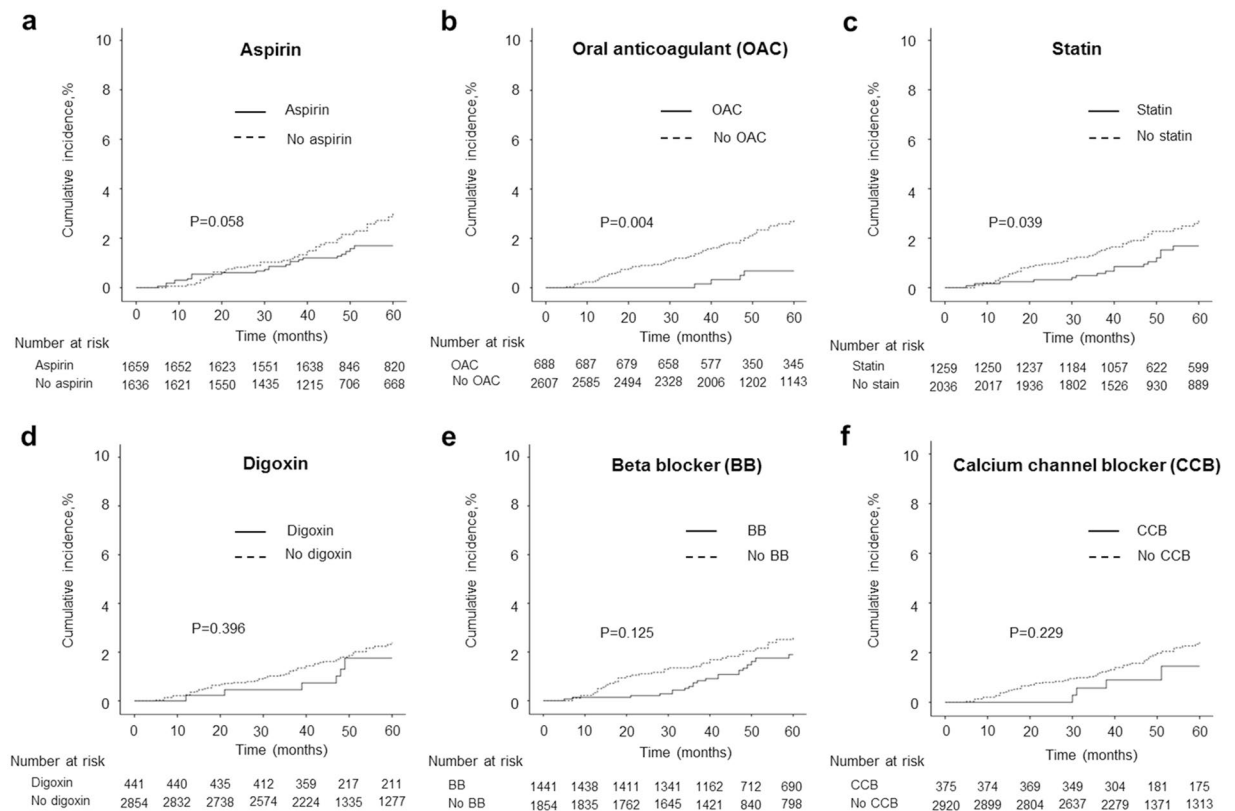 a
Aspirin
Cumulative incidence,%
10
8
6
4
2
0
Aspirin
No aspirin
P=0.058
0 10 20 30 40 50 60
Time (months)
Number at risk
Aspirin 1659 1652 1623 1551 1638 846 820
No aspirin 1636 1621 1550 1435 1215 706 668
b
Oral anticoagulant (OAC)
Cumulative incidence,%
10
8
6
4
2
0
OAC
No OAC
P=0.004
0 10 20 30 40 50 60
Time (months)
Number at risk
OAC 688 687 679 658 577 350 345
No OAC 2607 2585 2494 2328 2006 1202 1143
c
Statin
Cumulative incidence,%
10
8
6
4
2
0
Statin
No statin
P=0.039
0 10 20 30 40 50 60
Time (months)
Number at risk
Statin 1259 1250 1237 1184 1057 622 599
No stain 2036 2017 1936 1802 1526 930 889
d
Digoxin
Cumulative incidence,%
10
8
6
4
2
0
Digoxin
No digoxin
P=0.396
0 10 20 30 40 50 60
Time (months)
Number at risk
Digoxin 441 440 435 412 359 217 211
No digoxin 2854 2832 2738 2574 2224 1335 1277
e
Beta blocker (BB)
Cumulative incidence,%
10
8
6
4
2
0
BB
No BB
P=0.125
0 10 20 30 40 50 60
Time (months)
Number at risk
BB 1441 1438 1411 1341 1162 712 690
No BB 1854 1835 1762 1645 1421 840 798
f
Calcium channel blocker (CCB)
Cumulative incidence,%
10
8
6
4
2
0
CCB
No CCB
P=0.229
0 10 20 30 40 50 60
Time (months)
Number at risk
CCB 375 374 369 349 304 181 175
No CCB 2920 2899 2804 2637 2279 1371 1313